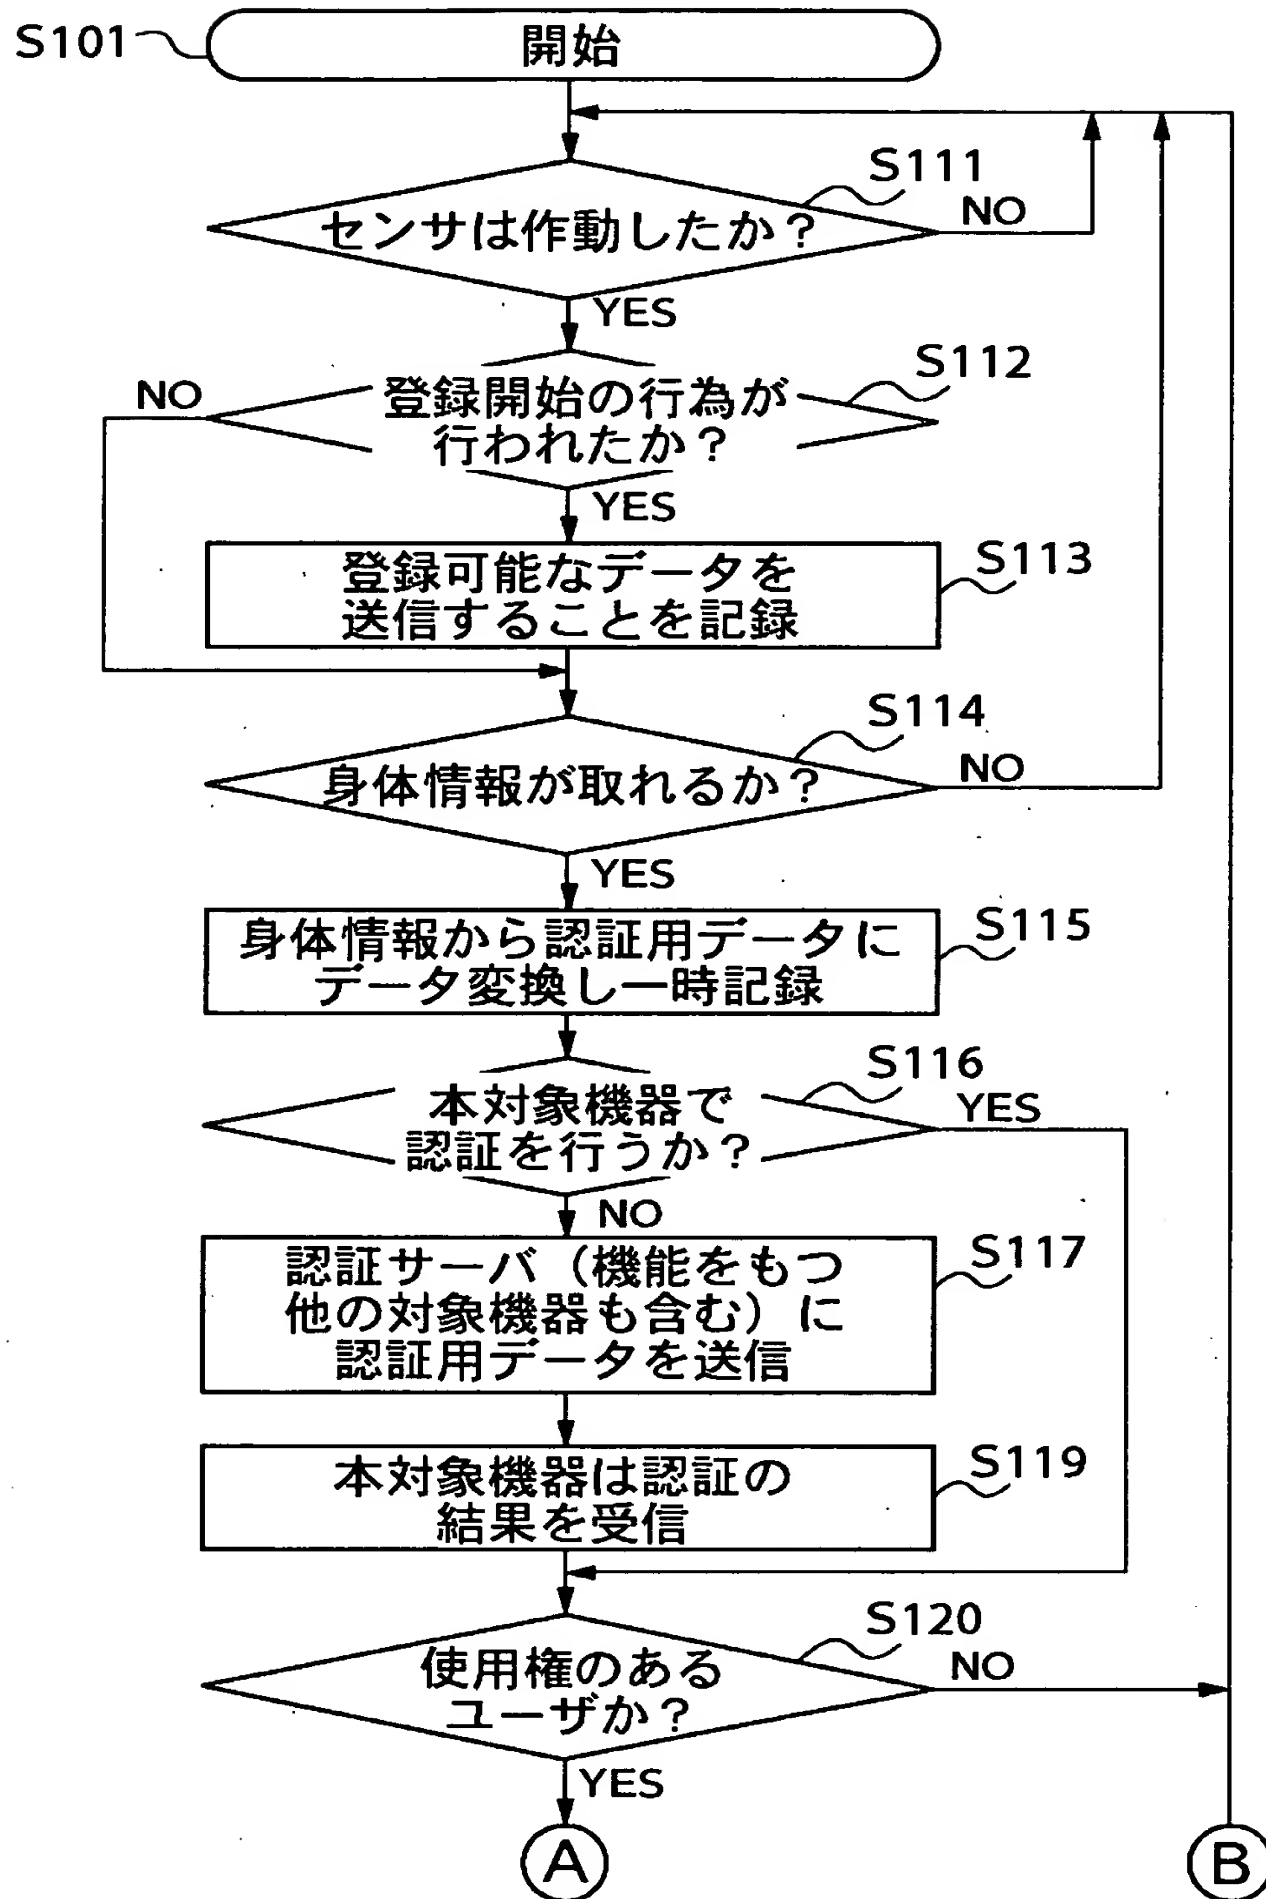 S101
開始
S111
センサは作動したか？
NO
YES
S112
NO
登録開始の行為が
行われたか？
YES
S113
登録可能なデータを
送信することを記録
S114
身体情報が取れるか？
NO
YES
S115
身体情報から認証用データに
データ変換し一時記録
S116
本対象機器で
認証を行うか？
YES
NO
S117
認証サーバ（機能をもつ
他の対象機器も含む）に
認証用データを送信
S119
本対象機器は認証の
結果を受信
S120
使用権のある
ユーザか？
NO
YES
A
B